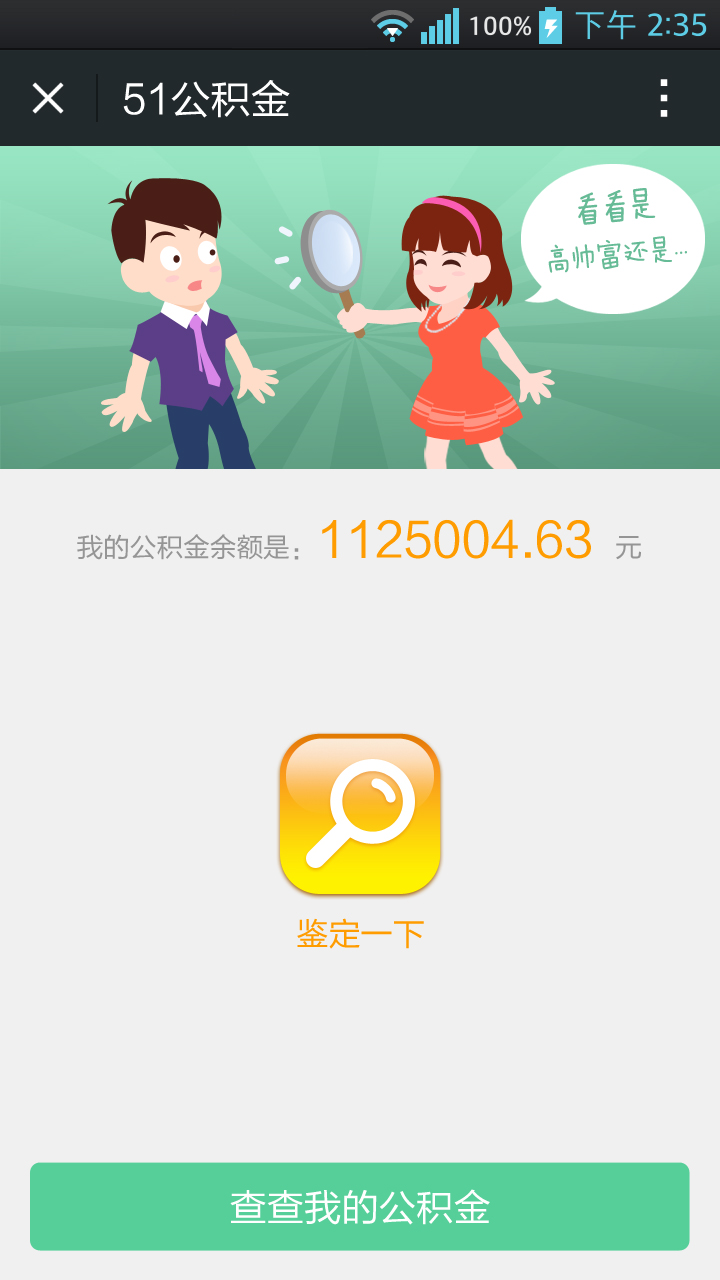 100% 下午 2:35
51公积金
看看是
高帅富还是...
我的公积金余额是：1125004.63 元
鉴定一下
查查我的公积金